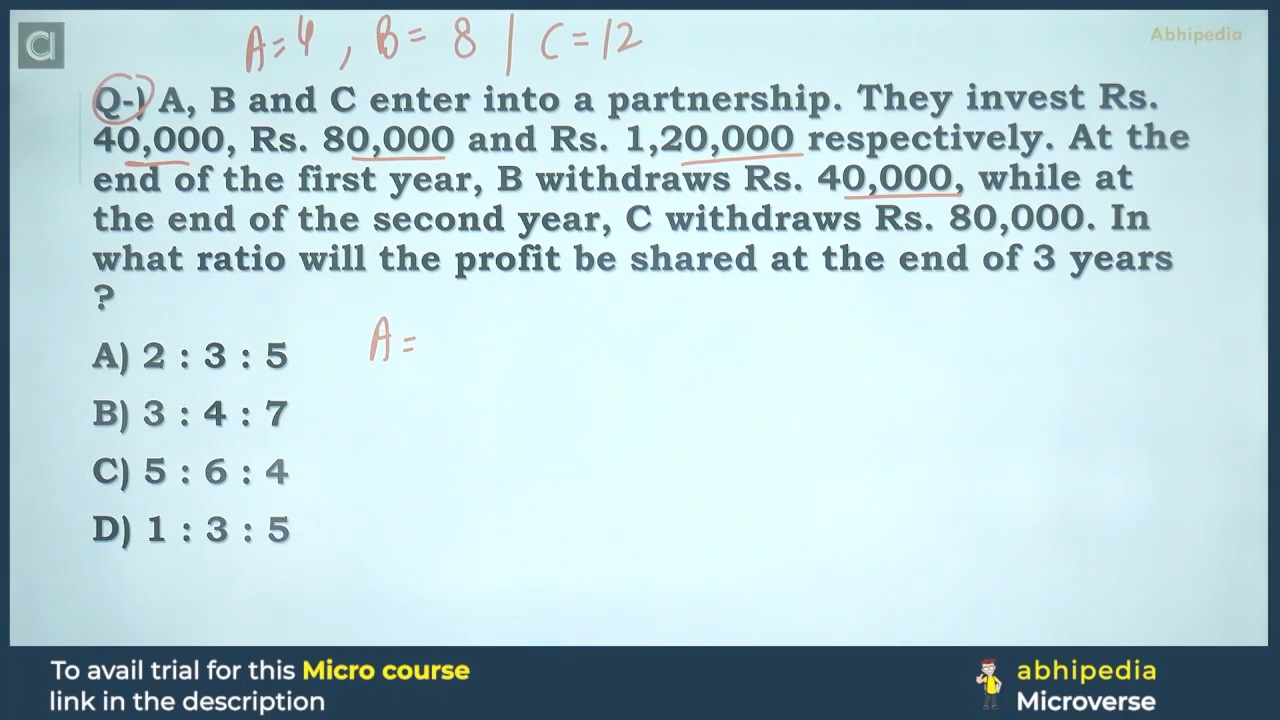 A=4, B= 8 | C=12
Abhipedia
Q-) A, B and C enter into a partnership. They invest Rs.
40,000, Rs. 80,000 and Rs. 1,20,000 respectively. At the
end of the first year, B withdraws Rs. 40,000, while at
the end of the second year, C withdraws Rs. 80,000. In
what ratio will the profit be shared at the end of 3 years
?
A) 2 : 3 : 5
A=
B) 3 : 4 : 7
C) 5 : 6 : 4
D) 1 : 3 : 5
To avail trial for this Micro course
link in the description
abhipedia
Microverse